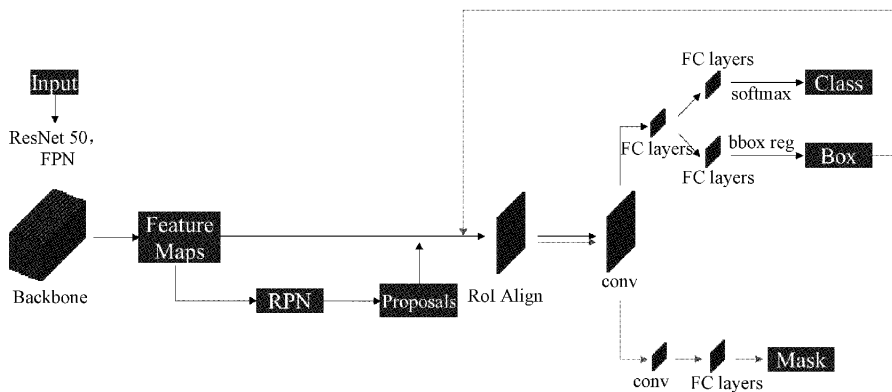 Input
ResNet 50,
FPN
Backbone
Feature
Maps
RPN
Proposals
RoI Align
conv
FC layers
FC layers
softmax
Class
FC layers
bbox reg
Box
conv
FC layers
Mask